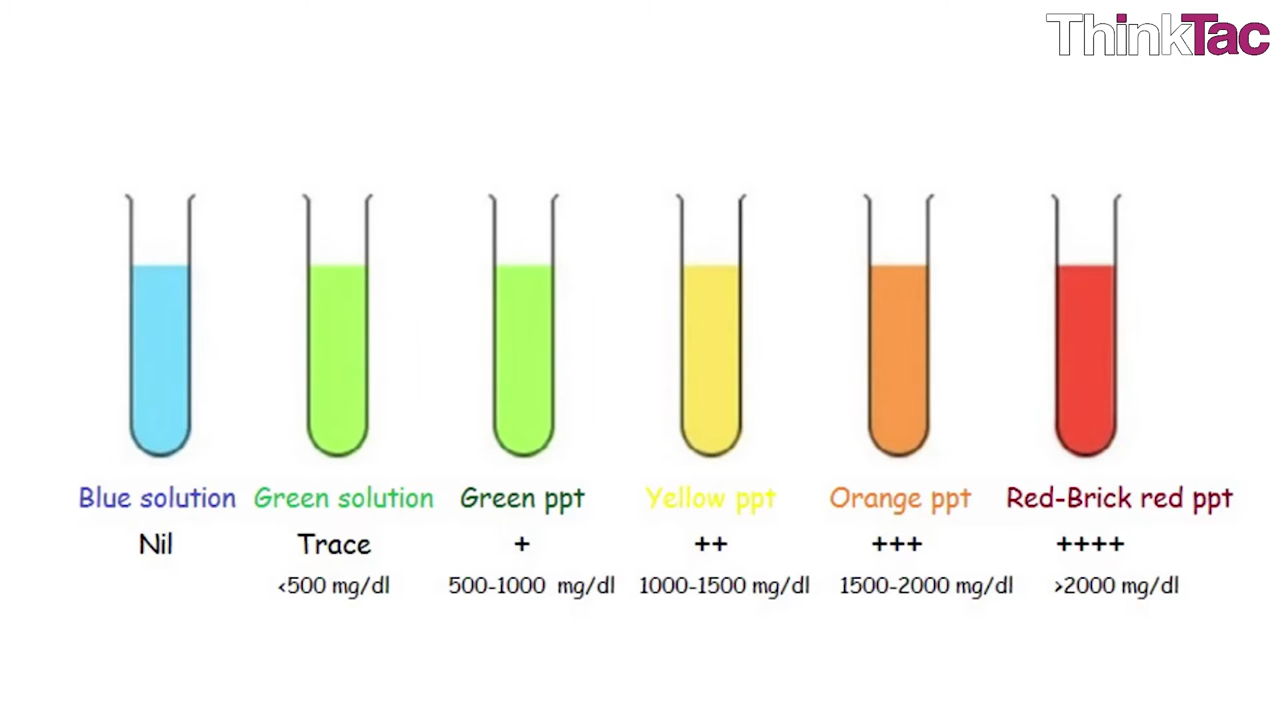 ThinkTac
Blue solution Green solution Green ppt Yellow ppt Orange ppt Red-Brick red ppt
Nil Trace + ++ +++ ++++
<500 mg/dl 500-1000 mg/dl 1000-1500 mg/dl 1500-2000 mg/dl >2000 mg/dl